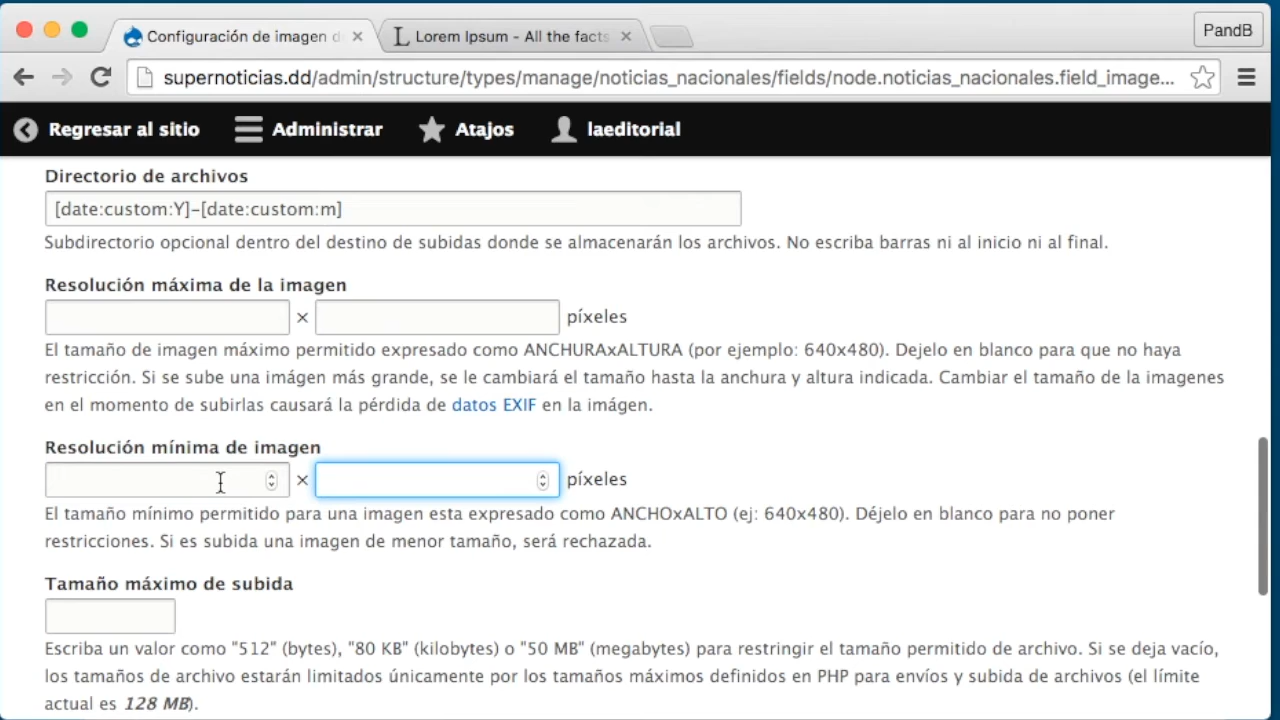 Configuración de imagen d
Lorem Ipsum - All the facts
PandB
supernoticias.dd/admin/structure/types/manage/noticias_nacionales/fields/node.noticias_nacionales.field_image...
Regresar al sitio
Administrar
Atajos
laeditorial
Directorio de archivos
[date:custom:Y]-[date:custom:m]
Subdirectorio opcional dentro del destino de subidas donde se almacenarán los archivos. No escriba barras ni al inicio ni al final.
Resolución máxima de la imagen
× píxeles
El tamaño de imagen máximo permitido expresado como ANCHURAxALTURA (por ejemplo: 640x480). Dejelo en blanco para que no haya
restricción. Si se sube una imágen más grande, se le cambiará el tamaño hasta la anchura y altura indicada. Cambiar el tamaño de la imagenes
en el momento de subirlas causará la pérdida de datos EXIF en la imágen.
Resolución mínima de imagen
× píxeles
El tamaño mínimo permitido para una imagen esta expresado como ANCHOxALTO (ej: 640x480). Déjelo en blanco para no poner
restricciones. Si es subida una imagen de menor tamaño, será rechazada.
Tamaño máximo de subida
Escriba un valor como "512" (bytes), "80 KB" (kilobytes) o "50 MB" (megabytes) para restringir el tamaño permitido de archivo. Si se deja vacío,
los tamaños de archivo estarán limitados únicamente por los tamaños máximos definidos en PHP para envíos y subida de archivos (el límite
actual es 128 MB).